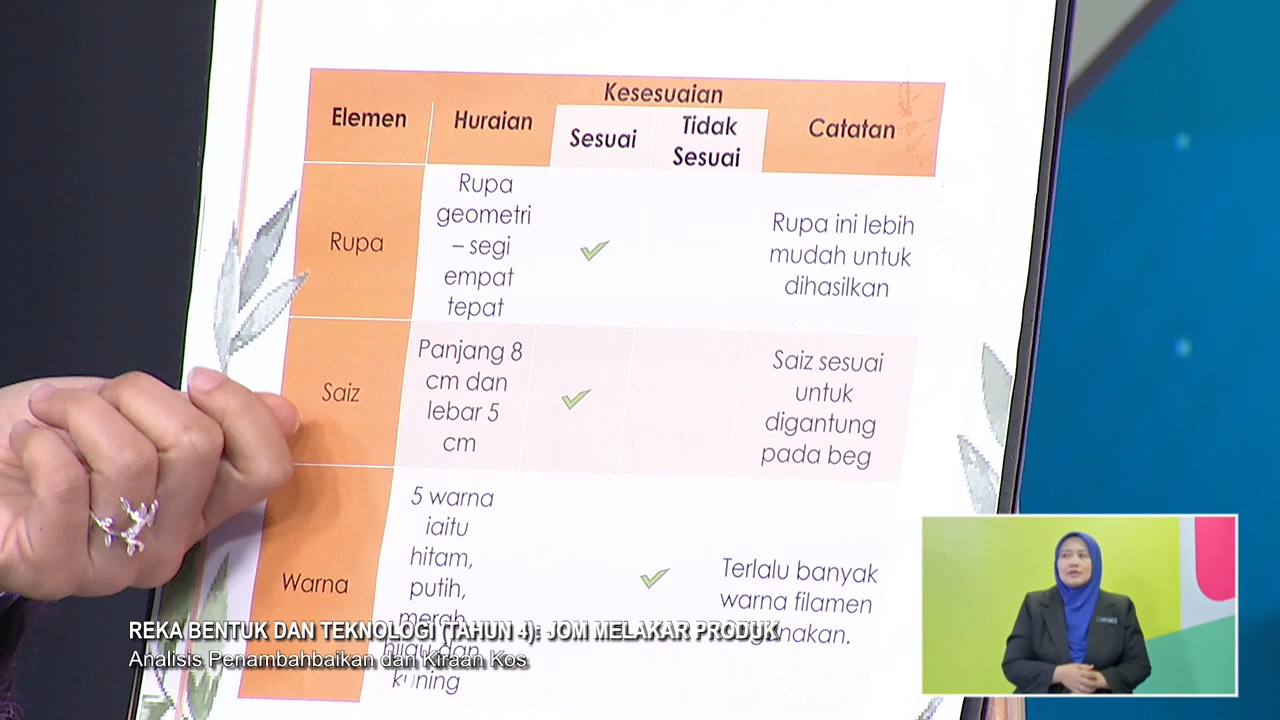 Kesesuaian
Elemen
Huraian
Sesuai
Tidak
Sesuai
Catatan
Rupa
Rupa
geometri
– segi
empat
tepat
Rupa ini lebih
mudah untuk
dihasilkan
Saiz
Panjang 8
cm dan
lebar 5
cm
Saiz sesuai
untuk
digantung
pada beg
Warna
5 warna
iaitu
hitam,
putih,
merah,
hijau dan
kuning
Terlalu banyak
warna filamen
REKA BENTUK DAN TEKNOLOGI (TAHUN 4): JOM MELAKAR PRODUK
Analisis Penambahbaikan dan Kiraan Kos